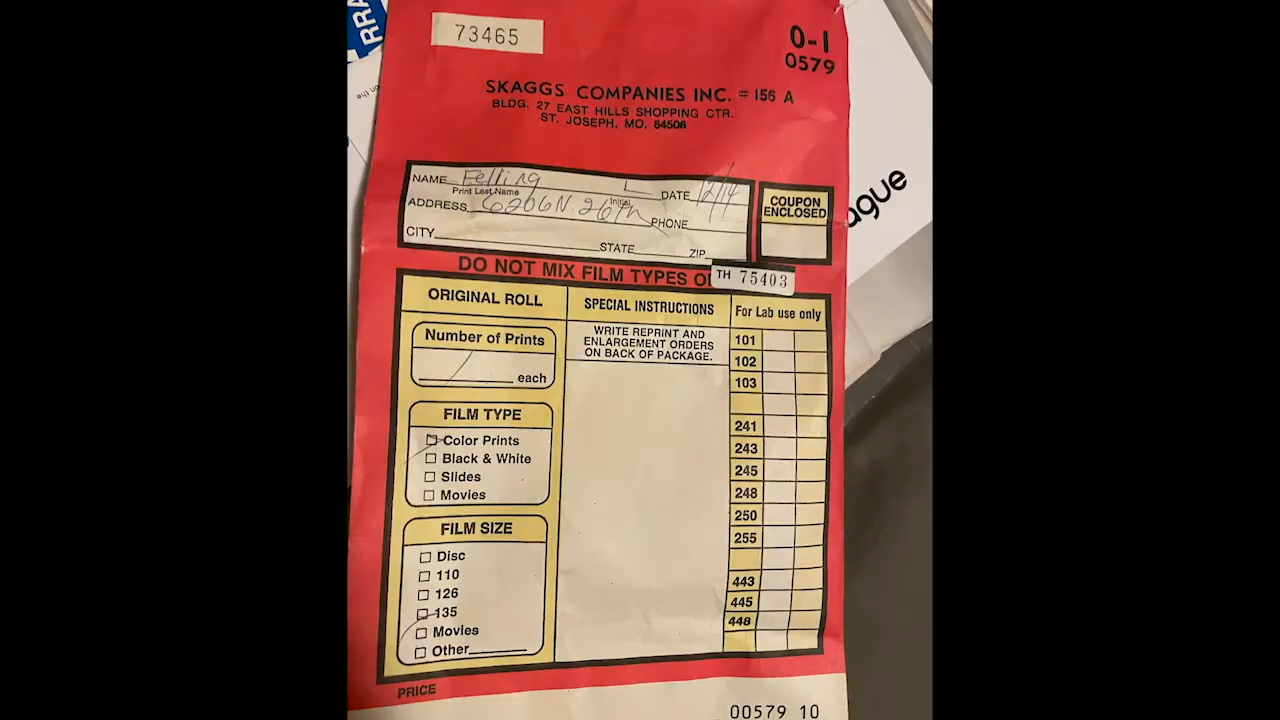 RRA
on the
ague
73465
0-1
0579
SKAGGS COMPANIES INC. # 156 A
BLDG. 27 EAST HILLS SHOPPING CTR.
ST. JOSEPH, MO. 64506
NAME Felling L DATE 12/14
Print Last Name Initial
ADDRESS 6206 N. 26th PHONE
CITY STATE ZIP
COUPON
ENCLOSED
DO NOT MIX FILM TYPES
TH 75403
ORIGINAL ROLL
Number of Prints
1 each
FILM TYPE
Color Prints
Black & White
Slides
Movies
FILM SIZE
Disc
110
126
135
Movies
Other
SPECIAL INSTRUCTIONS
WRITE REPRINT AND
ENLARGEMENT ORDERS
ON BACK OF PACKAGE.
For Lab use only
101
102
103
241
243
245
248
250
255
443
445
448
PRICE
00579 10